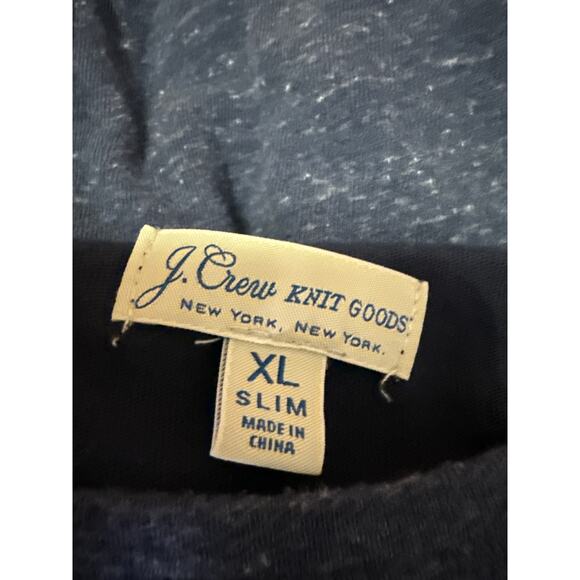 J. Crew KNIT GOODS
NEW YORK, NEW YORK.
XL
SLIM
MADE IN
CHINA